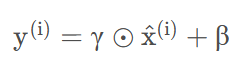 y⁽ⁱ⁾ = γ ⊙ x̂⁽ⁱ⁾ + β